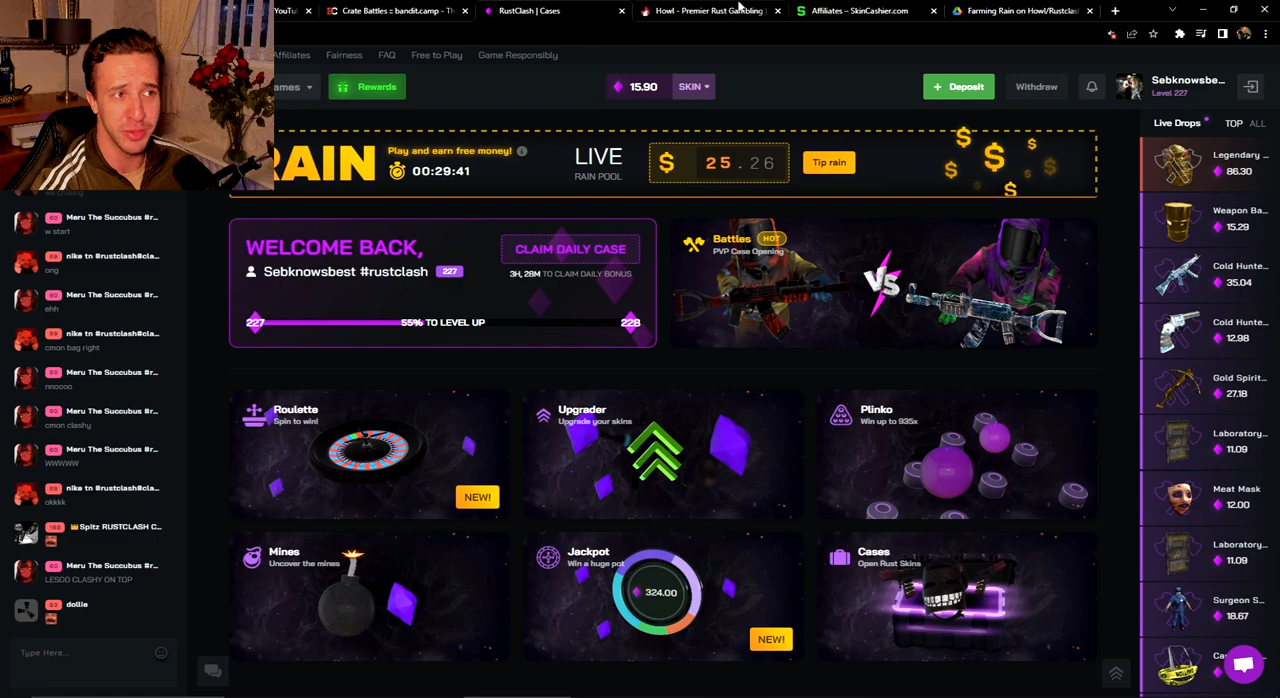 YouTu
Crate Battles :: bandit.camp - Th
RustClash | Cases
Howl - Premier Rust Gambling
Affiliates – SkinCashier.com
Farming Rain on Howl/Rustclas
ffiliates
Fairness
FAQ
Free to Play
Game Responsibly
ames
Rewards
15.90
SKIN
+ Deposit
Withdraw
Sebknowsbe...
Level 227
RAIN
Play and earn free money!
00:29:41
LIVE
RAIN POOL
$ 25.26
Tip rain
Live Drops
TOP
ALL
Legendary ...
86.30
Weapon Ba...
15.29
Cold Hunte...
35.04
Cold Hunte...
12.98
Gold Spirit...
27.18
Laboratory...
11.09
Meat Mask
12.00
Laboratory...
11.09
Surgeon S...
18.67
Meru The Succubus #r...
w start
nike tn #rustclash#cla...
ong
Meru The Succubus #r...
ehh
nike tn #rustclash#cla...
cmon bag right
Meru The Succubus #r...
nnoooo
Meru The Succubus #r...
cmon clashy
Meru The Succubus #r...
WWWWW
nike tn #rustclash#cla...
okkkk
Spitz RUSTCLASH C...
Meru The Succubus #r...
LESGO CLASHY ON TOP
dollie
Type Here...
WELCOME BACK,
Sebknowsbest #rustclash 227
CLAIM DAILY CASE
3H, 28M TO CLAIM DAILY BONUS
227
55% TO LEVEL UP
228
Battles HOT
PVP Case Opening
VS
Roulette
Spin to win!
NEW!
Upgrader
Upgrade your skins
Plinko
Win up to 935x
Mines
Uncover the mines
Jackpot
Win a huge pot
324.00
NEW!
Cases
Open Rust Skins